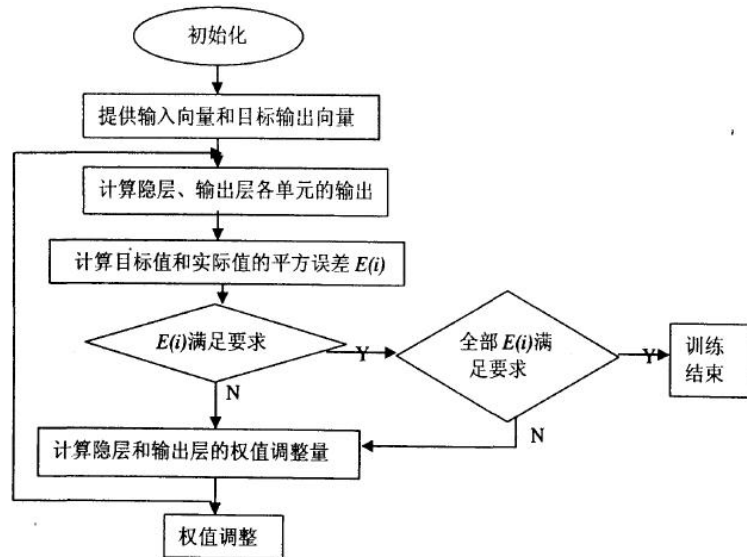 初始化
提供输入向量和目标输出向量
计算隐层、输出层各单元的输出
计算目标值和实际值的平方误差 E(i)
E(i)满足要求
Y
全部 E(i)满
足要求
Y
训练
结束
N
N
计算隐层和输出层的权值调整量
权值调整